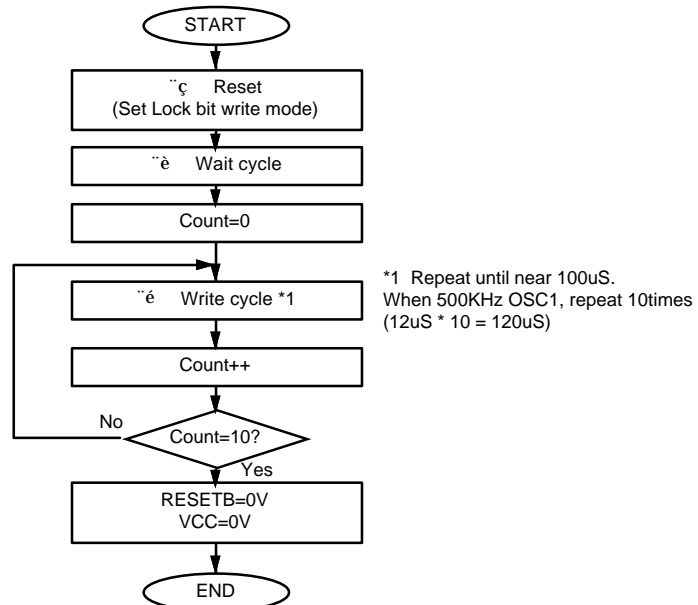 START
¨ç Reset
(Set Lock bit write mode)
¨è Wait cycle
Count=0
¨é Write cycle *1
*1 Repeat until near 100uS.
When 500KHz OSC1, repeat 10times
(12uS * 10 = 120uS)
Count++
No
Count=10?
Yes
RESETB=0V
VCC=0V
END